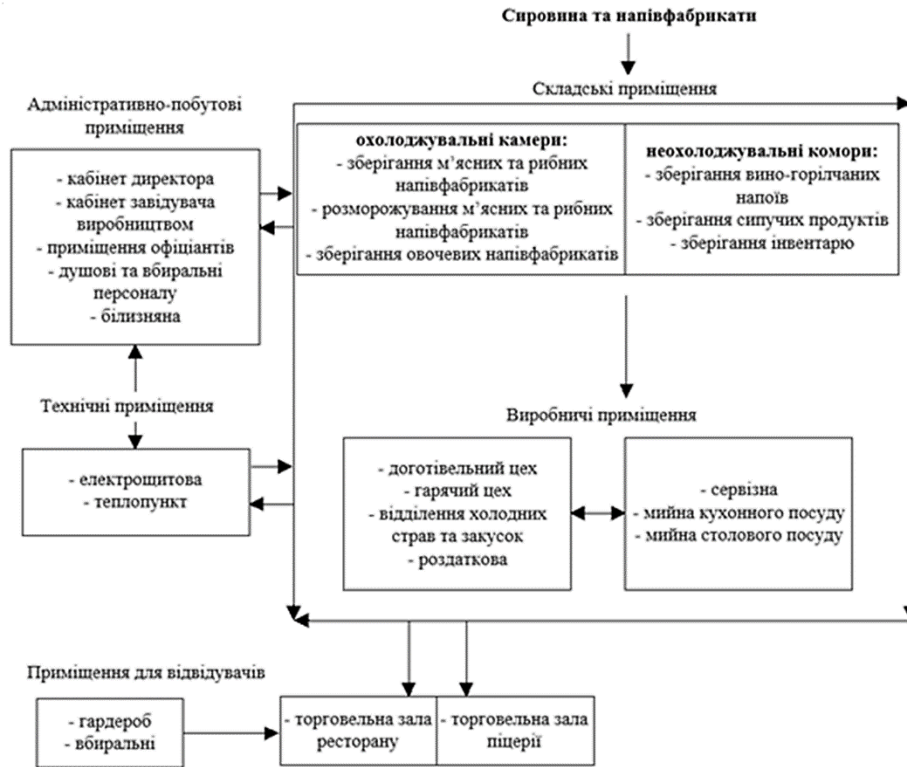 Сировина та напівфабрикати
Складські приміщення
Адміністративно-побутові
приміщення
- кабінет директора
- кабінет завідувача
виробництвом
- приміщення офіціантів
- душові та вбиральні
персоналу
- білизняна
охолоджувальні камери:
- зберігання м’ясних та рибних
напівфабрикатів
- розморожування м’ясних та рибних
напівфабрикатів
- зберігання овочевих напівфабрикатів
неохолоджувальні комори:
- зберігання вино-горілчаних
напоїв
- зберігання сипучих продуктів
- зберігання інвентарю
Технічні приміщення
- електрощитова
- теплопункт
Виробничі приміщення
- доготівельний цех
- гарячий цех
- відділення холодних
страв та закусок
- роздаткова
- сервізна
- мийна кухонного посуду
- мийна столового посуду
Приміщення для відвідувачів
- гардероб
- вбиральні
- торговельна зала
ресторану
- торговельна зала
піцерії